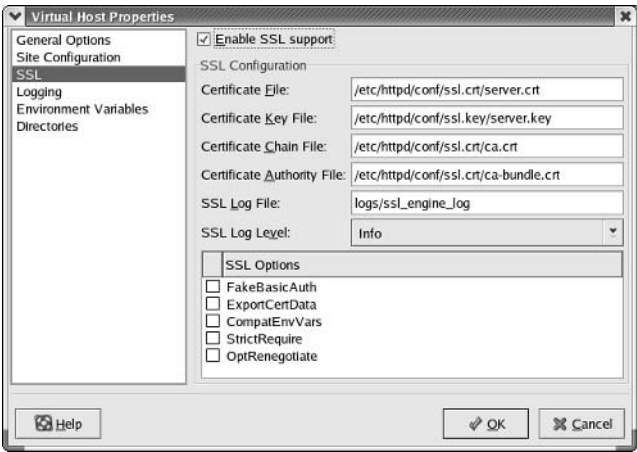 Virtual Host Properties
General Options
Site Configuration
SSL
Logging
Environment Variables
Directories
Enable SSL support
SSL Configuration
Certificate File: /etc/httpd/conf/ssl.crt/server.crt
Certificate Key File: /etc/httpd/conf/ssl.key/server.key
Certificate Chain File: /etc/httpd/conf/ssl.crt/ca.crt
Certificate Authority File: /etc/httpd/conf/ssl.crt/ca-bundle.crt
SSL Log File: logs/ssl_engine_log
SSL Log Level: Info
SSL Options
FakeBasicAuth
ExportCertData
CompatEnvVars
StrictRequire
OptRenegotiate
Help OK Cancel